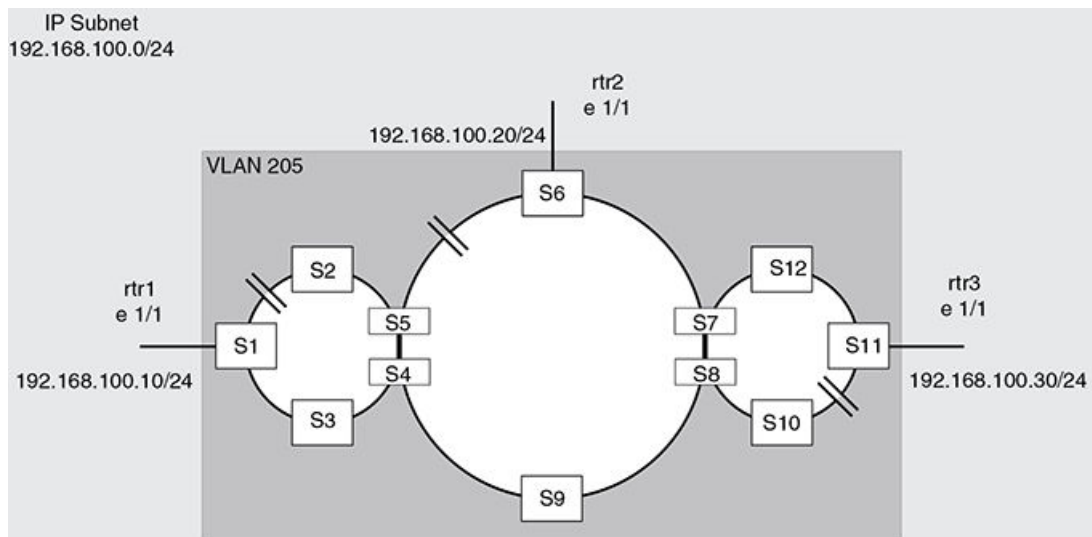 IP Subnet
192.168.100.0/24
rtr2
e 1/1
192.168.100.20/24
VLAN 205
S6
S2
S12
rtr1
e 1/1
rtr3
e 1/1
S5
S7
S1
S11
S4
S8
192.168.100.10/24
192.168.100.30/24
S3
S10
S9